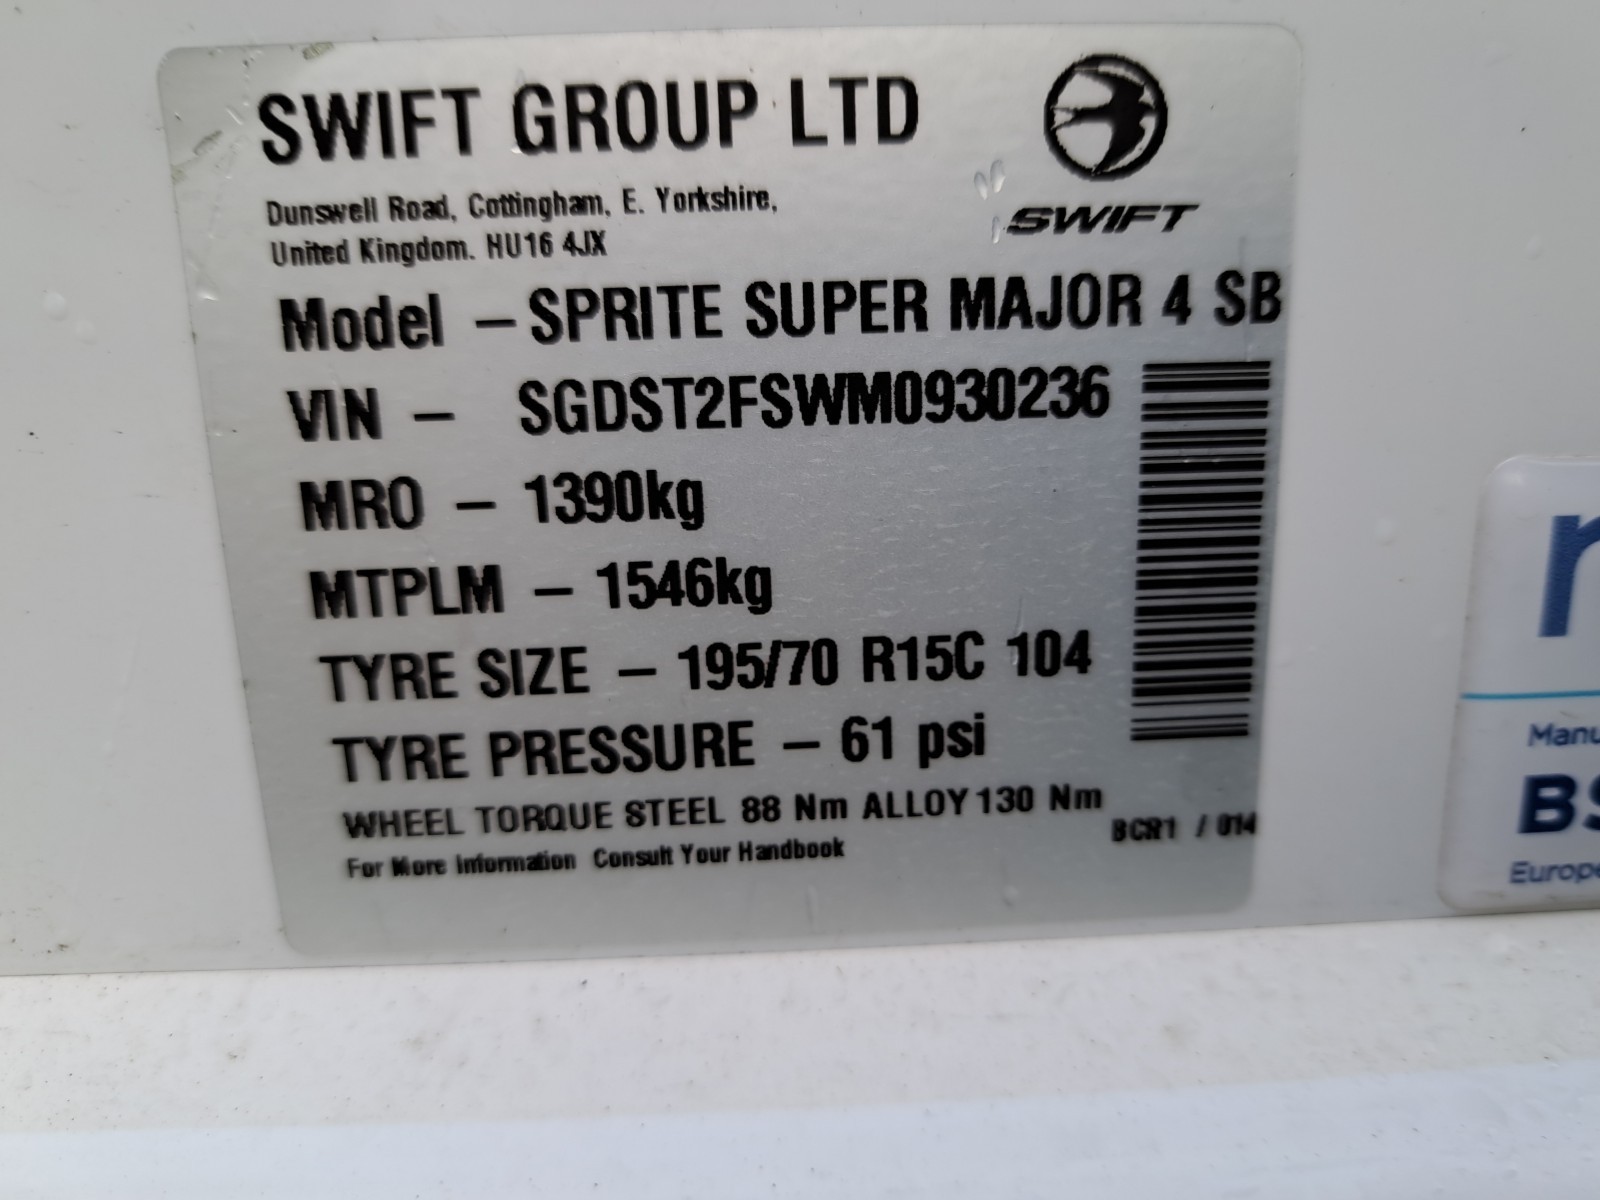 SWIFT GROUP LTD
SWIFT
Dunswell Road, Cottingham, E. Yorkshire,
United Kingdom. HU16 4JX
Model – SPRITE SUPER MAJOR 4 SB
VIN – SGDST2FSWM0930236
MRO – 1390kg
MTPLM – 1546kg
TYRE SIZE – 195/70 R15C 104
TYRE PRESSURE – 61 psi
WHEEL TORQUE STEEL 88 Nm ALLOY 130 Nm
BCR1 / 014
For More Information Consult Your Handbook